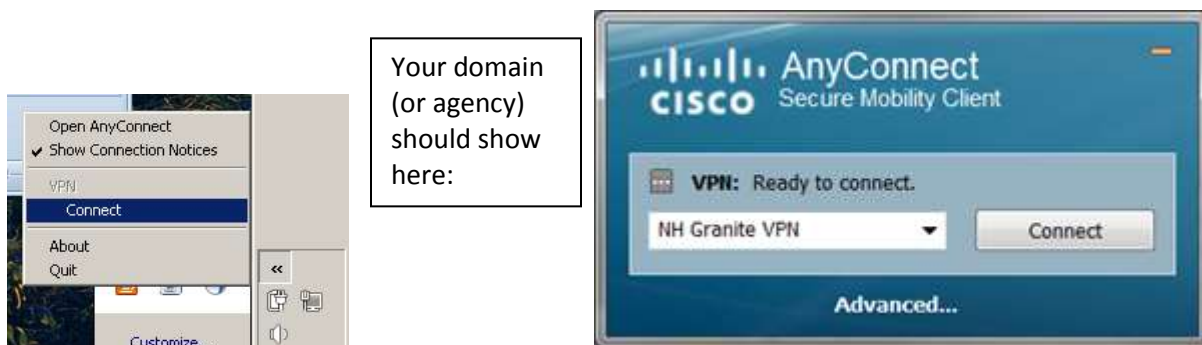 Open AnyConnect
Show Connection Notices
VPN
Connect
About
Quit
«
Customize...
Your domain
(or agency)
should show
here:
CISCO
AnyConnect
Secure Mobility Client
VPN: Ready to connect.
NH Granite VPN
Connect
Advanced...